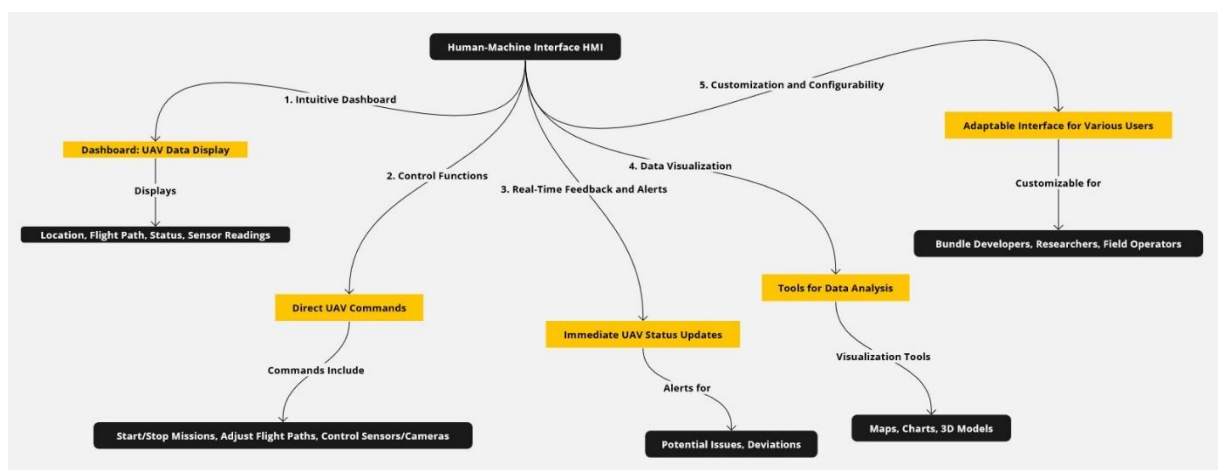 Human-Machine Interface HMI
1. Intuitive Dashboard
5. Customization and Configurability
Dashboard: UAV Data Display
Adaptable Interface for Various Users
2. Control Functions
4. Data Visualization
3. Real-Time Feedback and Alerts
Displays
Customizable for
Location, Flight Path, Status, Sensor Readings
Bundle Developers, Researchers, Field Operators
Direct UAV Commands
Tools for Data Analysis
Immediate UAV Status Updates
Commands Include
Visualization Tools
Alerts for
Start/Stop Missions, Adjust Flight Paths, Control Sensors/Cameras
Maps, Charts, 3D Models
Potential Issues, Deviations